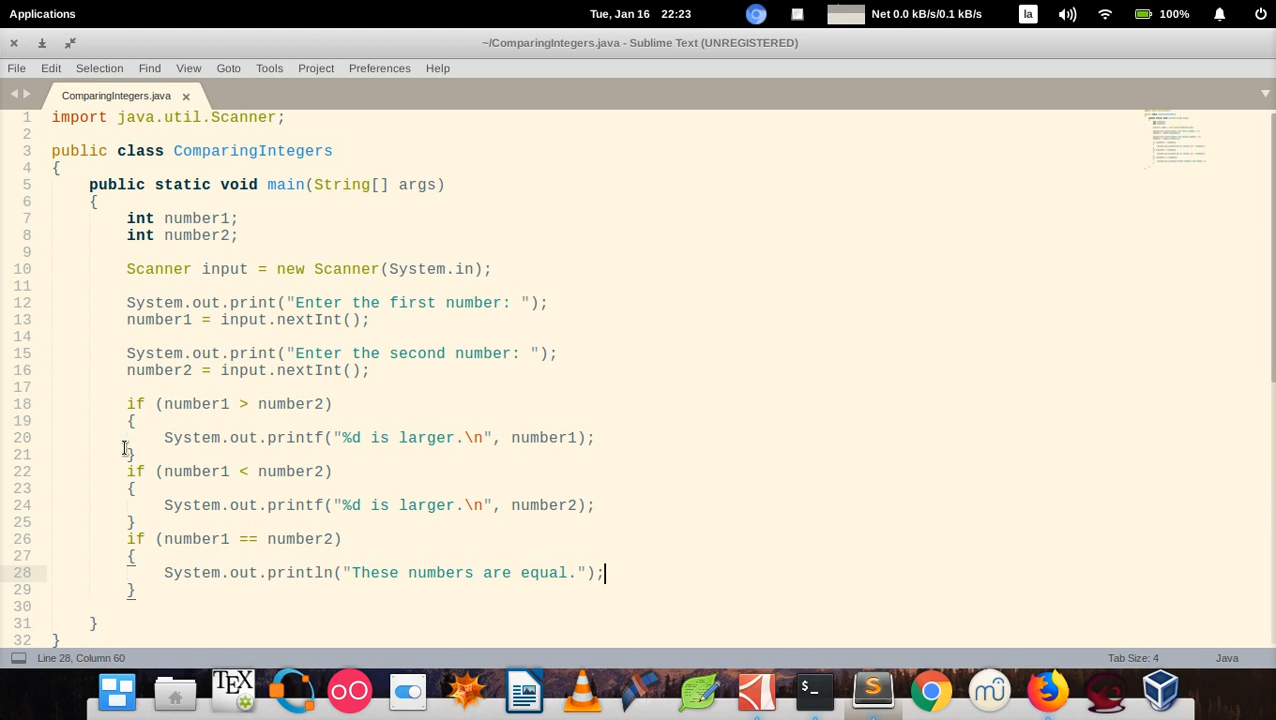 Applications
Tue, Jan 16 22:23
Net 0.0 kB/s/0.1 kB/s
la
100%
~/ComparingIntegers.java - Sublime Text (UNREGISTERED)
File Edit Selection Find View Goto Tools Project Preferences Help
ComparingIntegers.java
1 import java.util.Scanner;
2
3 public class ComparingIntegers
4 {
5     public static void main(String[] args)
6     {
7         int number1;
8         int number2;
9
10         Scanner input = new Scanner(System.in);
11
12         System.out.print("Enter the first number: ");
13         number1 = input.nextInt();
14
15         System.out.print("Enter the second number: ");
16         number2 = input.nextInt();
17
18         if (number1 > number2)
19         {
20             System.out.printf("%d is larger.\n", number1);
21         }
22         if (number1 < number2)
23         {
24             System.out.printf("%d is larger.\n", number2);
25         }
26         if (number1 == number2)
27         {
28             System.out.println("These numbers are equal.");
29         }
30
31     }
32 }
Line 28, Column 60
Tab Size: 4
Java
TEX